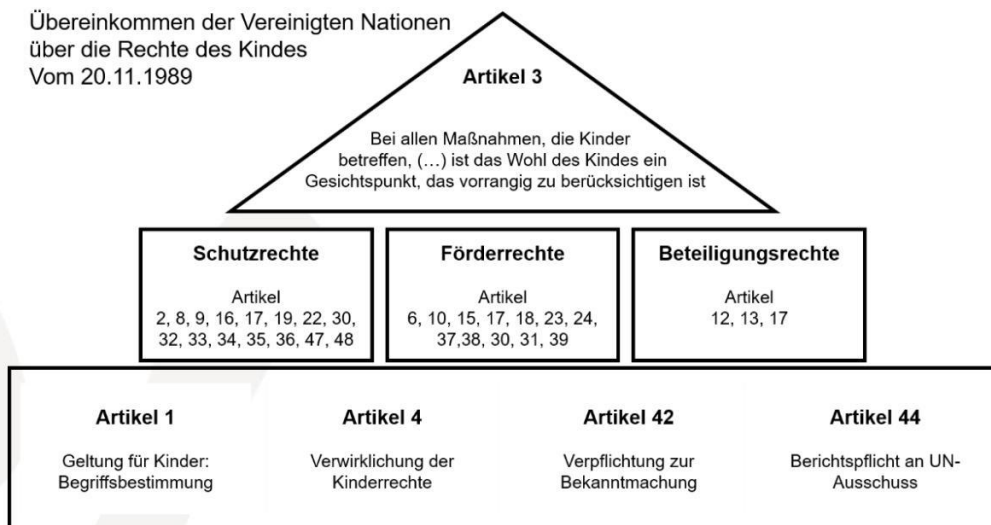 Übereinkommen der Vereinigten Nationen
über die Rechte des Kindes
Vom 20.11.1989
Artikel 3
Bei allen Maßnahmen, die Kinder
betreffen, (…) ist das Wohl des Kindes ein
Gesichtspunkt, das vorrangig zu berücksichtigen ist
Schutzrechte
Artikel
2, 8, 9, 16, 17, 19, 22, 30,
32, 33, 34, 35, 36, 47, 48
Förderrechte
Artikel
6, 10, 15, 17, 18, 23, 24,
37,38, 30, 31, 39
Beteiligungsrechte
Artikel
12, 13, 17
Artikel 1
Geltung für Kinder:
Begriffsbestimmung
Artikel 4
Verwirklichung der
Kinderrechte
Artikel 42
Verpflichtung zur
Bekanntmachung
Artikel 44
Berichtspflicht an UN-
Ausschuss